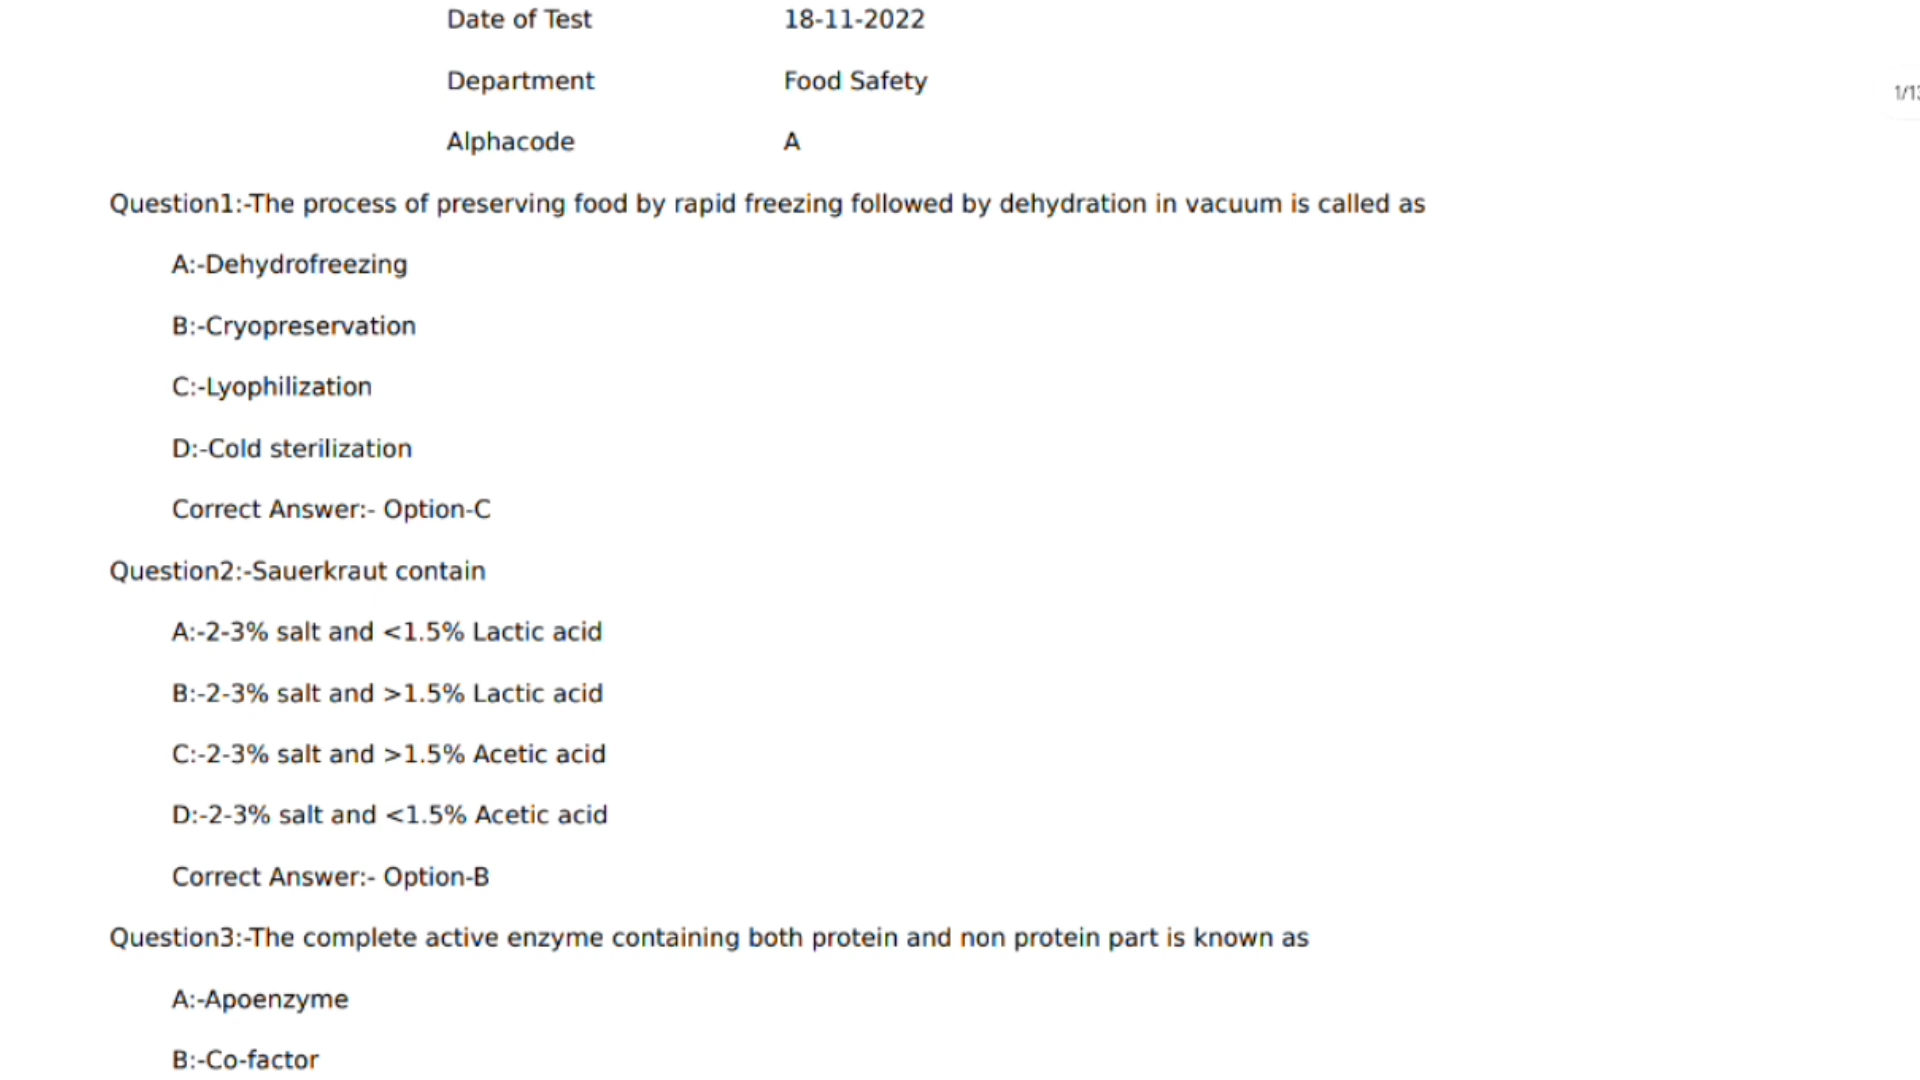 Date of Test 18-11-2022
Department Food Safety
1/13
Alphacode A
Question1:-The process of preserving food by rapid freezing followed by dehydration in vacuum is called as
A:-Dehydrofreezing
B:-Cryopreservation
C:-Lyophilization
D:-Cold sterilization
Correct Answer:- Option-C
Question2:-Sauerkraut contain
A:-2-3% salt and <1.5% Lactic acid
B:-2-3% salt and >1.5% Lactic acid
C:-2-3% salt and >1.5% Acetic acid
D:-2-3% salt and <1.5% Acetic acid
Correct Answer:- Option-B
Question3:-The complete active enzyme containing both protein and non protein part is known as
A:-Apoenzyme
B:-Co-factor